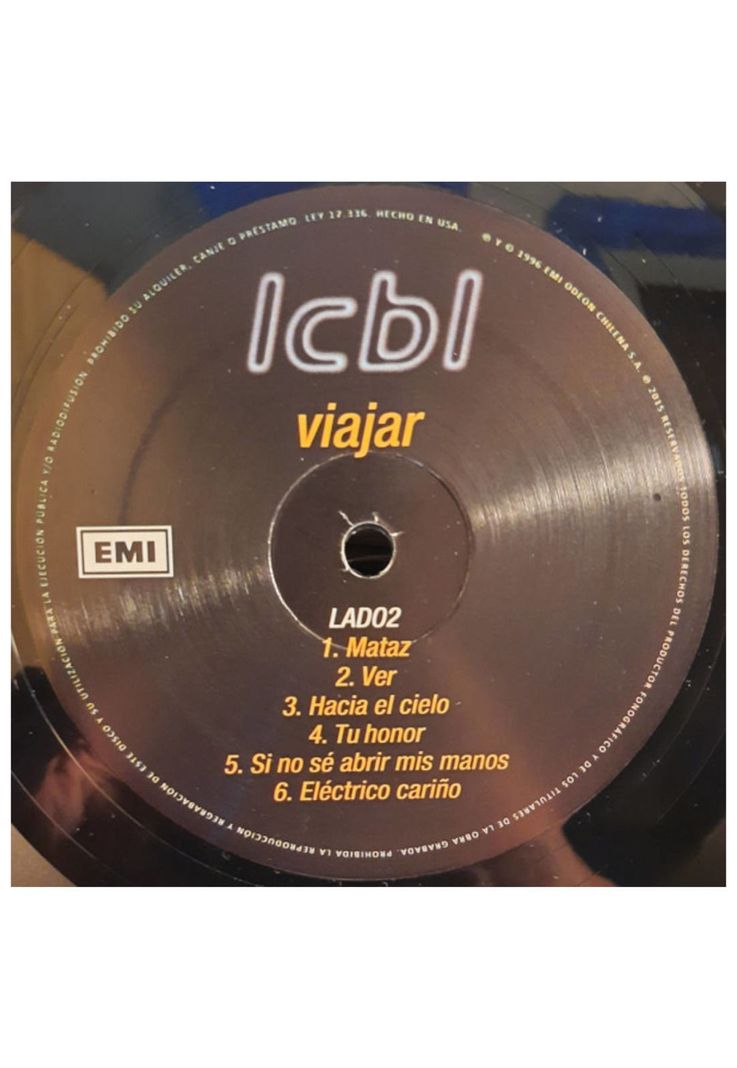 lcbl
viajar
EMI
LADO2
1. Mataz
2. Ver
3. Hacia el cielo
4. Tu honor
5. Si no sé abrir mis manos
6. Eléctrico cariño
℗ Y © 1996 EMI ODEON CHILENA S.A. ℗ 2015 RESERVADOS TODOS LOS DERECHOS DEL PRODUCTOR FONOGRÁFICO Y DE LOS TITULARES DE LA OBRA GRABADA. PROHIBIDA LA REPRODUCCIÓN Y REGRABACIÓN DE ESTE DISCO Y SU UTILIZACIÓN PARA LA EJECUCIÓN PÚBLICA Y/O RADIODIFUSIÓN. PROHIBIDO SU ALQUILER, CANJE O PRÉSTAMO. LEY 17.336. HECHO EN USA.